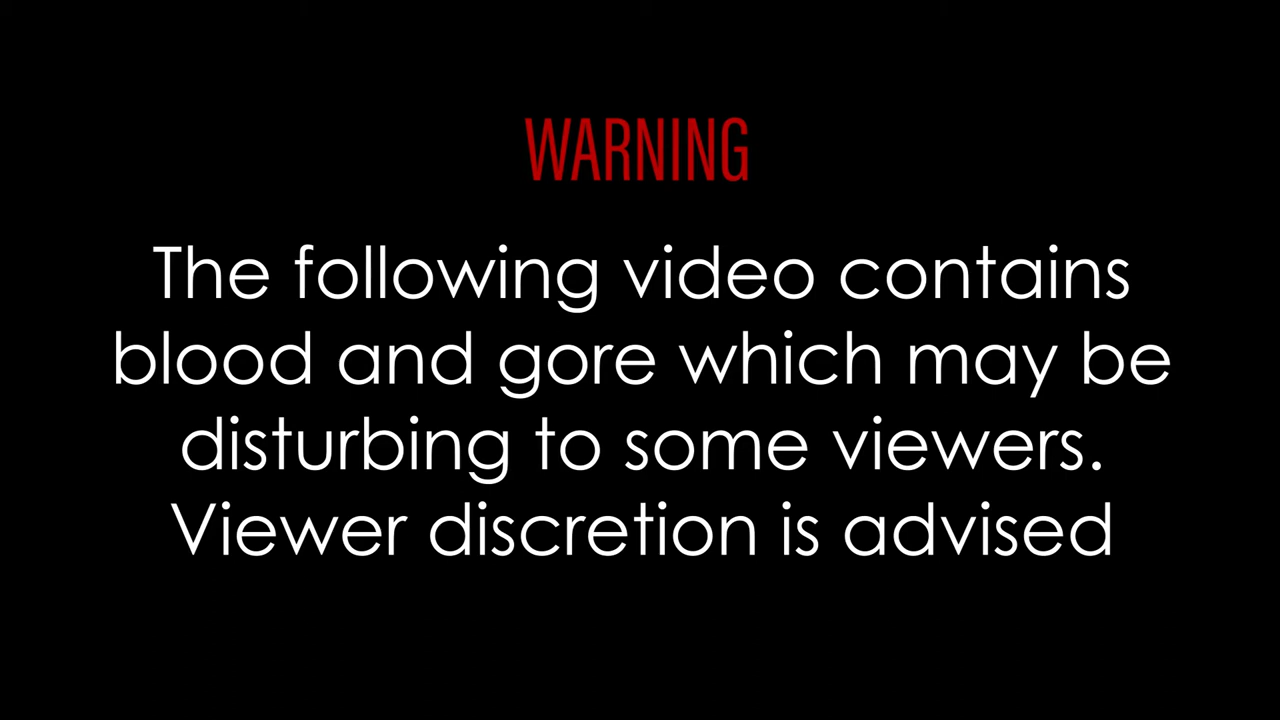 WARNING
The following video contains
blood and gore which may be
disturbing to some viewers.
Viewer discretion is advised